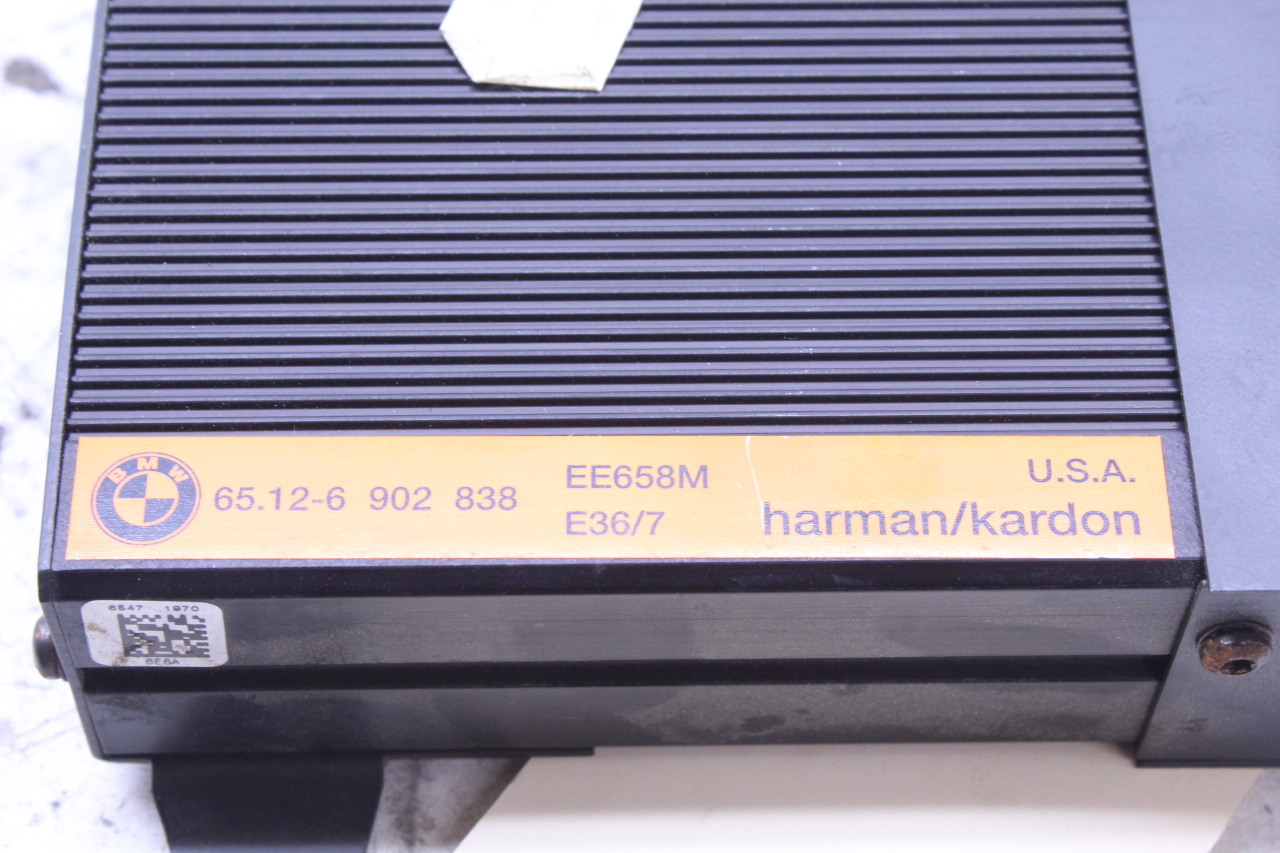 BMW
65.12-6 902 838
EE658M
E36/7
U.S.A.
harman/kardon
6547 1970
6E6A